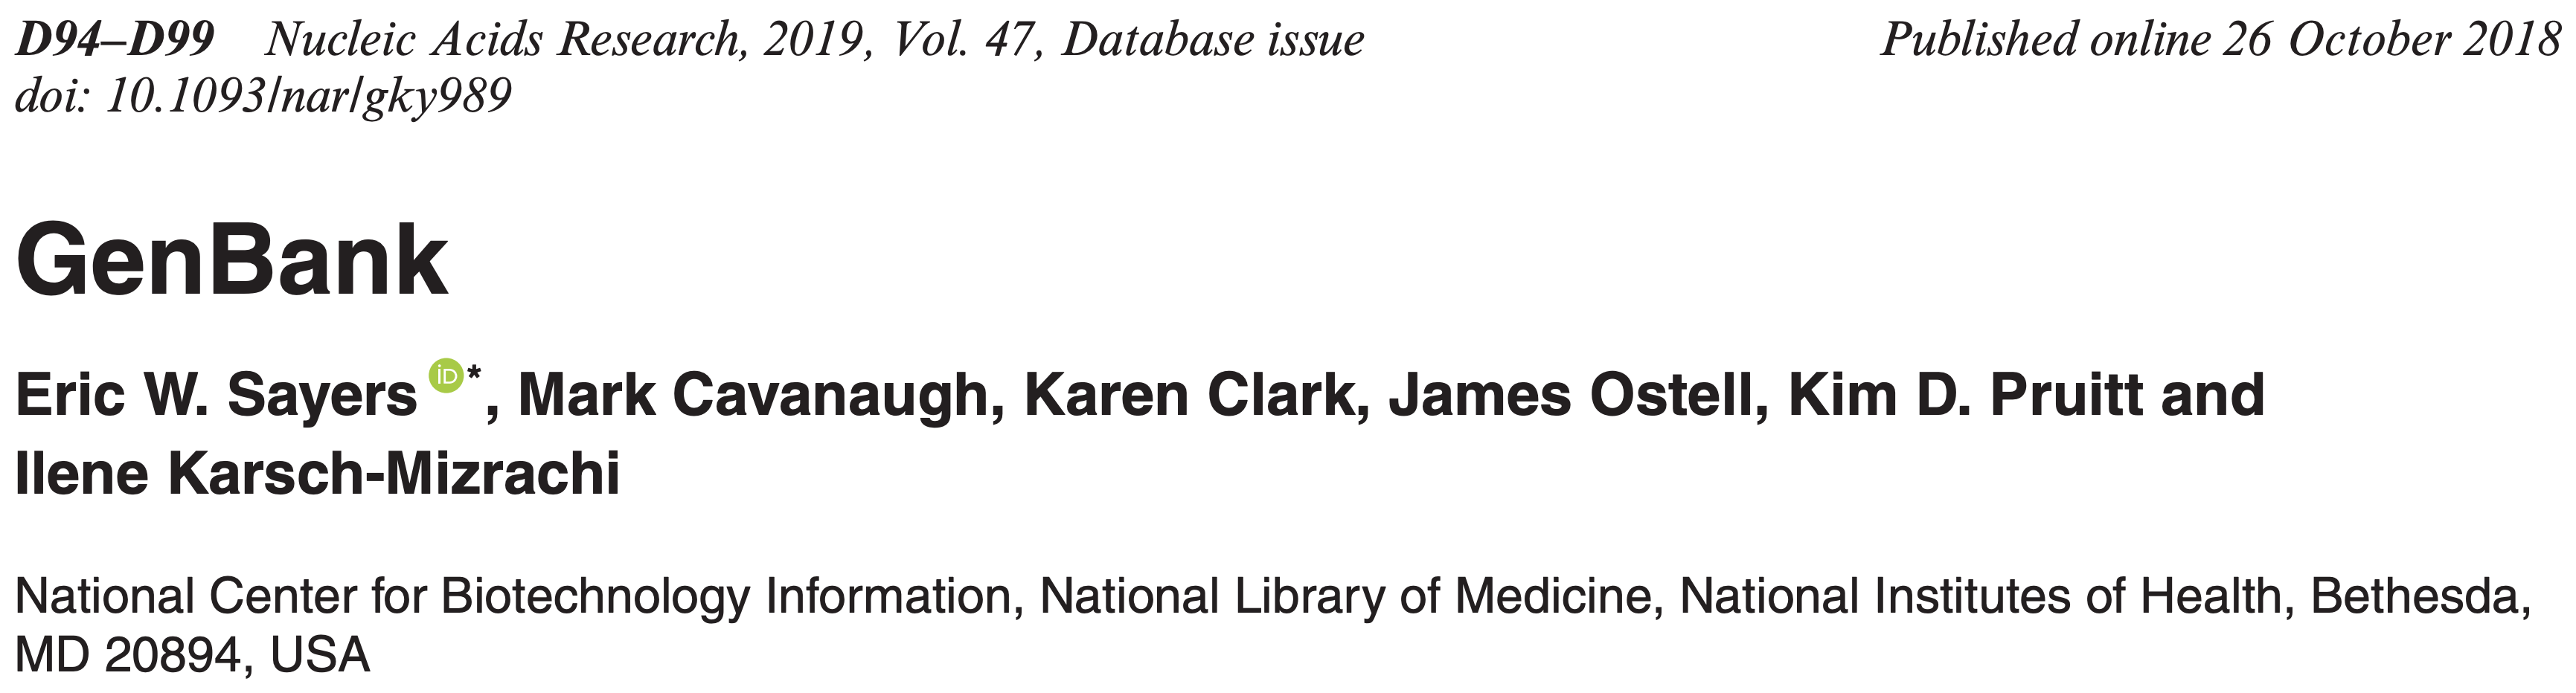 D94–D99 Nucleic Acids Research, 2019, Vol. 47, Database issue Published online 26 October 2018
doi: 10.1093/nar/gky989
GenBank
Eric W. Sayers iD*, Mark Cavanaugh, Karen Clark, James Ostell, Kim D. Pruitt and
Ilene Karsch-Mizrachi
National Center for Biotechnology Information, National Library of Medicine, National Institutes of Health, Bethesda,
MD 20894, USA